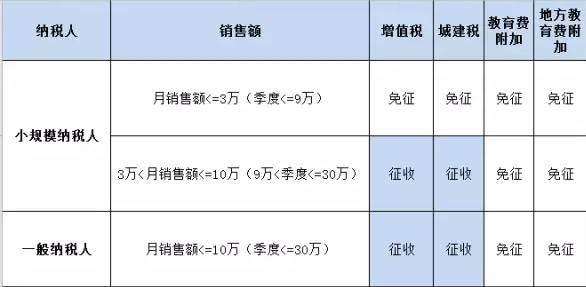 纳税人 销售额 增值税 城建税 教育费附加 地方教育费附加
小规模纳税人 月销售额<=3万（季度<=9万） 免征 免征 免征 免征
3万<月销售额<=10万（9万<季度<=30万） 征收 征收 免征 免征
一般纳税人 月销售额<=10万（季度<=30万） 征收 征收 免征 免征